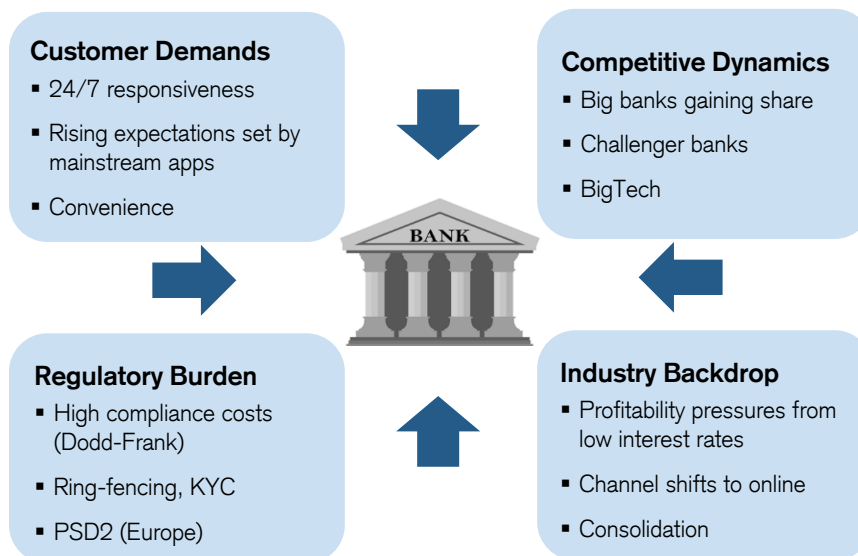 Customer Demands
▪ 24/7 responsiveness
▪ Rising expectations set by
mainstream apps
▪ Convenience
Competitive Dynamics
▪ Big banks gaining share
▪ Challenger banks
▪ BigTech
BANK
Regulatory Burden
▪ High compliance costs
(Dodd-Frank)
▪ Ring-fencing, KYC
▪ PSD2 (Europe)
Industry Backdrop
▪ Profitability pressures from
low interest rates
▪ Channel shifts to online
▪ Consolidation